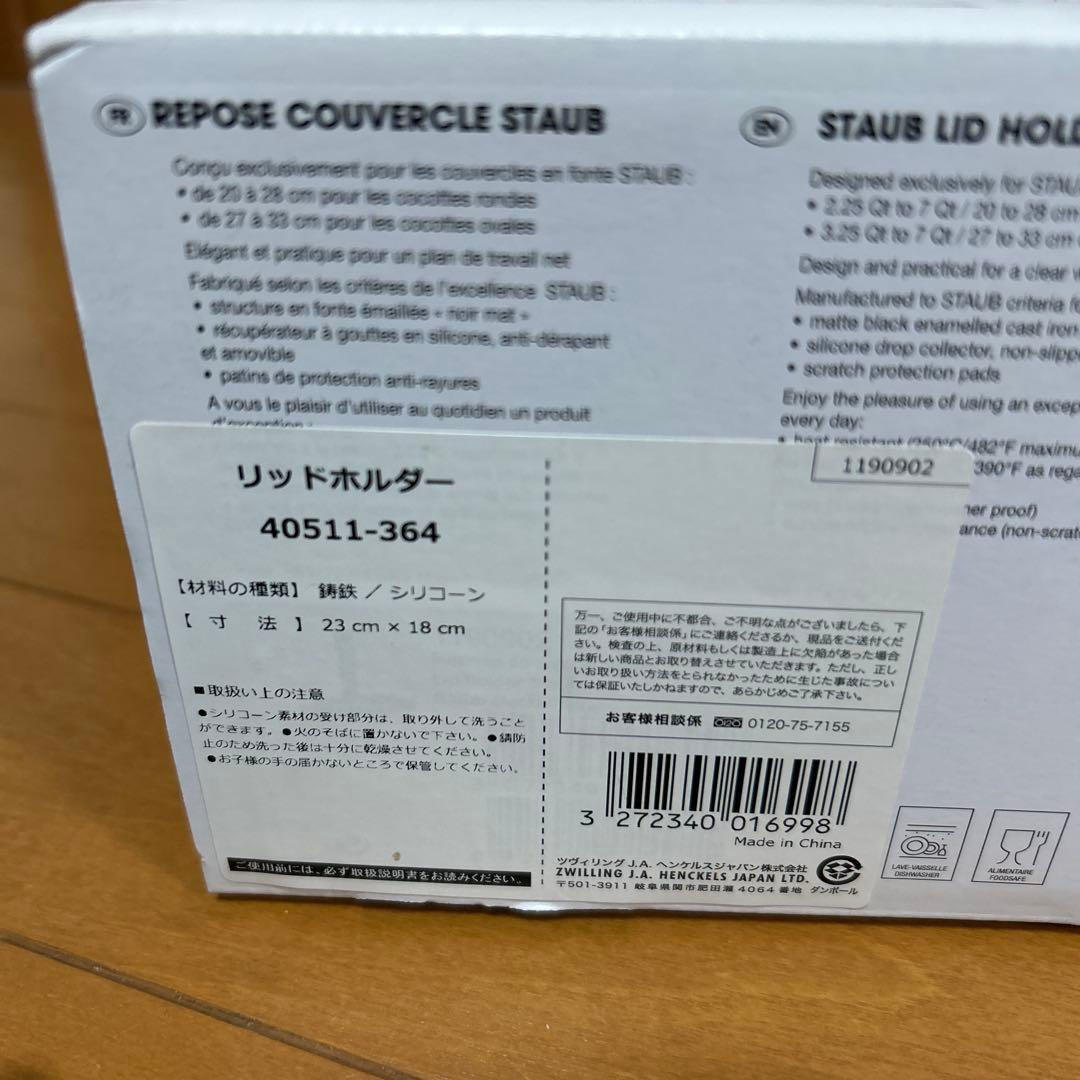 FR REPOSE COUVERCLE STAUB
Conçu exclusivement pour les couvercles en fonte STAUB :
• de 20 à 28 cm pour les cocottes rondes
• de 27 à 33 cm pour les cocottes ovales
Elégant et pratique pour un plan de travail net
Fabriqué selon les critères de l'excellence STAUB :
• structure en fonte émaillée « noir mat »
• récupérateur à gouttes en silicone, anti-dérapant
et amovible
• patins de protection anti-rayures
A vous le plaisir d'utiliser au quotidien un produit
d'exception :
EN STAUB LID HOLD
Designed exclusively for STAU
• 2.25 Qt to 7 Qt / 20 to 28 cm
• 3.25 Qt to 7 Qt / 27 to 33 cm
Design and practical for a clear
Manufactured to STAUB criteria
• matte black enamelled cast iron
• silicone drop collector, non-slipp
• scratch protection pads
Enjoy the pleasure of using an excep
every day:
• heat resistant (250°C/482°F maximu
390°F as rega
her proof)
ance (non-scrat
リッドホルダー
40511-364
【材料の種類】 鋳鉄 / シリコーン
【 寸 法 】 23 cm × 18 cm
■取扱い上の注意
●シリコーン素材の受け部分は、取り外して洗うこと
ができます。●火のそばに置かないで下さい。●錆防
止のため洗った後は十分に乾燥させてください。
●お子様の手の届かないところで保管してください。
ご使用前には、必ず取扱説明書をお読みください。
1190902
万一、ご使用中に不都合、ご不明な点がございましたら、下
記の「お客様相談係」にご連絡くださるか、現品をご送付くだ
さい。検査の上、原材料もしくは製造上に欠陥があった場合
は新しい商品とお取り替えさせていただきます。ただし、正し
いお取り扱い方法をとられなかったために生じた事故につい
ては保証いたしかねますので、あらかじめご了承下さい。
お客様相談係 0120-75-7155
3 272340 016998
Made in China
ツヴィリング J.A. ヘンケルスジャパン株式会社
ZWILLING J.A. HENCKELS JAPAN LTD.
〒501-3911 岐阜県関市肥田瀬 4064 番地 ダンボール
LAVE-VAISSELLE
DISHWASHER
ALIMENTAIRE
FOODSAFE